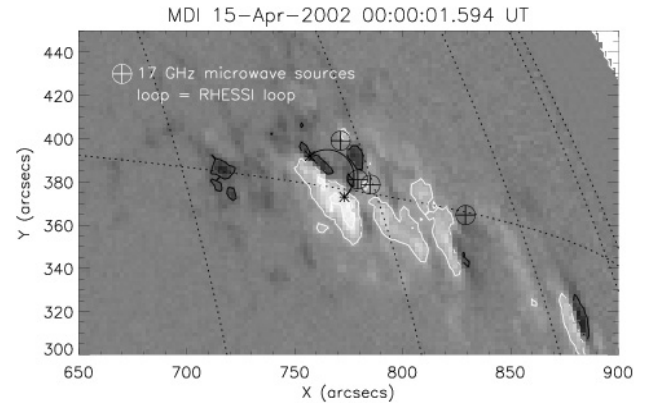 MDI 15-Apr-2002 00:00:01.594 UT
17 GHz microwave sources
loop = RHESSI loop
Y (arcsecs)
440
420
400
380
360
340
320
300
650
700
750
800
850
900
X (arcsecs)